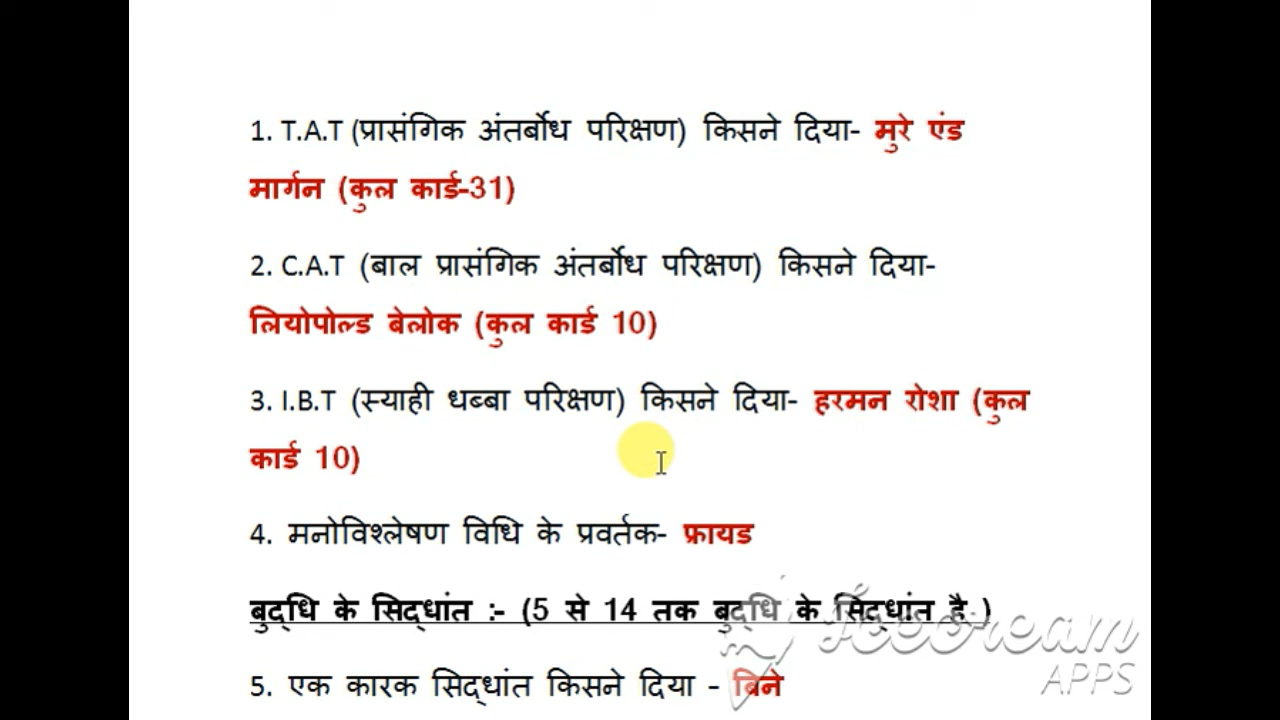 1. T.A.T (प्रासंगिक अंतर्बोध परिक्षण) किसने दिया- मुरे एंड
मार्गन (कुल कार्ड-31)
2. C.A.T (बाल प्रासंगिक अंतर्बोध परिक्षण) किसने दिया-
लियोपोल्ड बेलोक (कुल कार्ड 10)
3. I.B.T (स्याही धब्बा परिक्षण) किसने दिया- हरमन रोशा (कुल
कार्ड 10)
4. मनोविश्लेषण विधि के प्रवर्तक- फ्रायड
बुद्धि के सिद्धांत :- (5 से 14 तक बुद्धि के सिद्धांत है )
5. एक कारक सिद्धांत किसने दिया - बिने
Icecream
APPS